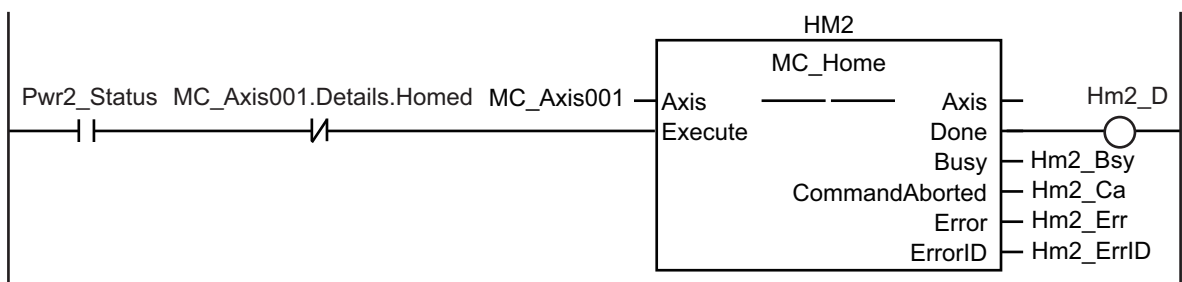 HM2
MC_Home
Pwr2_Status MC_Axis001.Details.Homed MC_Axis001 Axis Axis Hm2_D
Execute Done
Busy Hm2_Bsy
CommandAborted Hm2_Ca
Error Hm2_Err
ErrorID Hm2_ErrID